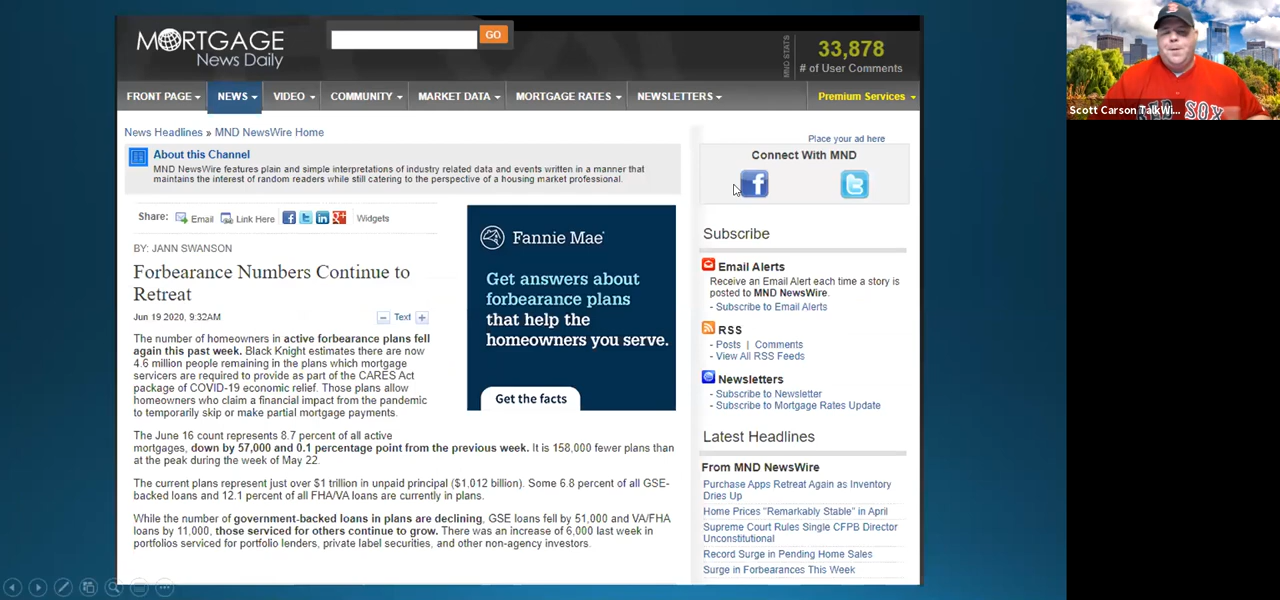 MORTGAGE
News Daily
GO
MND STATS
33,878
# of User Comments
FRONT PAGE
NEWS
VIDEO
COMMUNITY
MARKET DATA
MORTGAGE RATES
NEWSLETTERS
Premium Services
News Headlines » MND NewsWire Home
About this Channel
MND NewsWire features plain and simple interpretations of industry related data and events written in a manner that
maintains the interest of random readers while still catering to the perspective of a housing market professional.
Share: Email Link Here Widgets
BY: JANN SWANSON
Forbearance Numbers Continue to
Retreat
Jun 19 2020, 9:32AM
Text
The number of homeowners in active forbearance plans fell
again this past week. Black Knight estimates there are now
4.6 million people remaining in the plans which mortgage
servicers are required to provide as part of the CARES Act
package of COVID-19 economic relief. Those plans allow
homeowners who claim a financial impact from the pandemic
to temporarily skip or make partial mortgage payments.
The June 16 count represents 8.7 percent of all active
mortgages, down by 57,000 and 0.1 percentage point from the previous week. It is 158,000 fewer plans than
at the peak during the week of May 22.
The current plans represent just over $1 trillion in unpaid principal ($1,012 billion). Some 6.8 percent of all GSE-
backed loans and 12.1 percent of all FHA/VA loans are currently in plans.
While the number of government-backed loans in plans are declining, GSE loans fell by 51,000 and VA/FHA
loans by 11,000, those serviced for others continue to grow. There was an increase of 6,000 last week in
portfolios serviced for portfolio lenders, private label securities, and other non-agency investors.
Fannie Mae
Get answers about
forbearance plans
that help the
homeowners you serve.
Get the facts
Place your ad here
Connect With MND
Subscribe
Email Alerts
Receive an Email Alert each time a story is
posted to MND NewsWire.
- Subscribe to Email Alerts
RSS
- Posts | Comments
- View All RSS Feeds
Newsletters
- Subscribe to Newsletter
- Subscribe to Mortgage Rates Update
Latest Headlines
From MND NewsWire
Purchase Apps Retreat Again as Inventory
Dries Up
Home Prices "Remarkably Stable" in April
Supreme Court Rules Single CFPB Director
Unconstitutional
Record Surge in Pending Home Sales
Surge in Forbearances This Week
Scott Carson TalkWi...
RED SOX